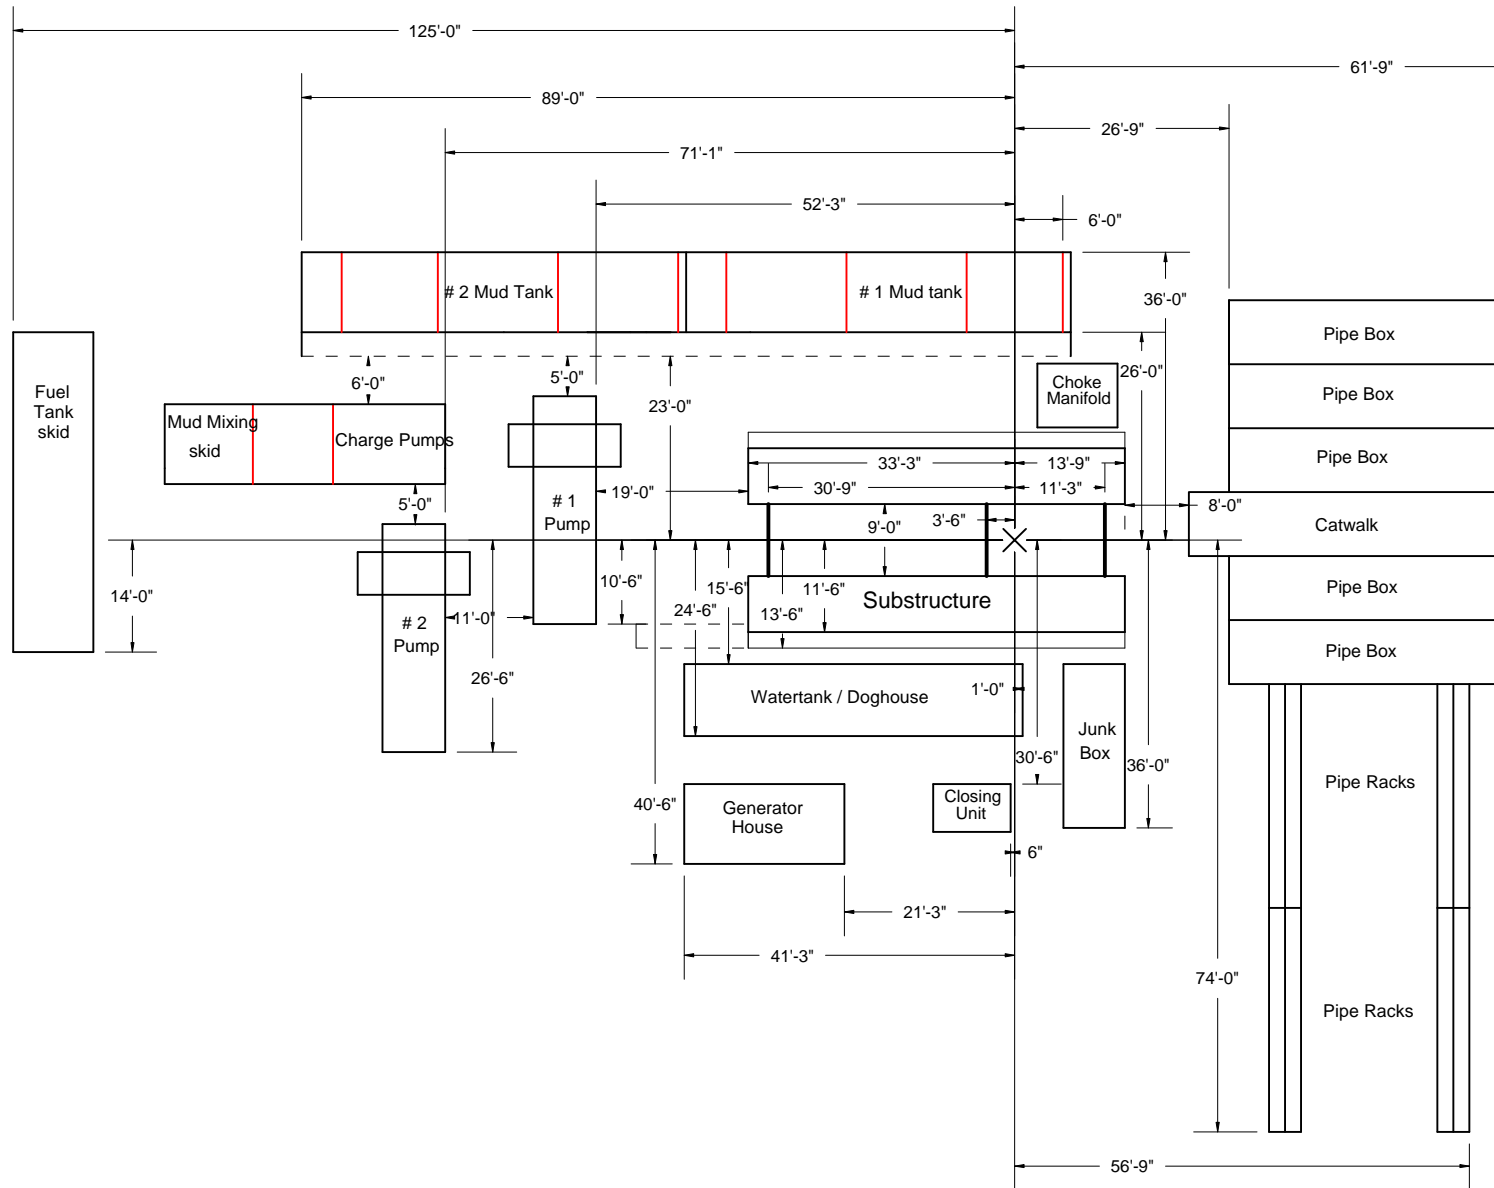 125'-0"
61'-9"
89'-0"
26'-9"
71'-1"
52'-3"
6'-0"
# 2 Mud Tank
# 1 Mud tank
36'-0"
Pipe Box
Fuel
Tank
skid
6'-0"
5'-0"
23'-0"
Choke
Manifold
26'-0"
Pipe Box
Mud Mixing
skid
Charge Pumps
33'-3"
13'-9"
Pipe Box
30'-9"
11'-3"
19'-0"
# 1
Pump
5'-0"
9'-0"
3'-6"
8'-0"
Catwalk
14'-0"
10'-6"
15'-6"
11'-6"
24'-6"
13'-6"
Substructure
Pipe Box
11'-0"
# 2
Pump
Pipe Box
26'-6"
Watertank / Doghouse
1'-0"
Junk
Box
30'-6"
36'-0"
Pipe Racks
40'-6"
Generator
House
Closing
Unit
6"
21'-3"
41'-3"
74'-0"
Pipe Racks
56'-9"